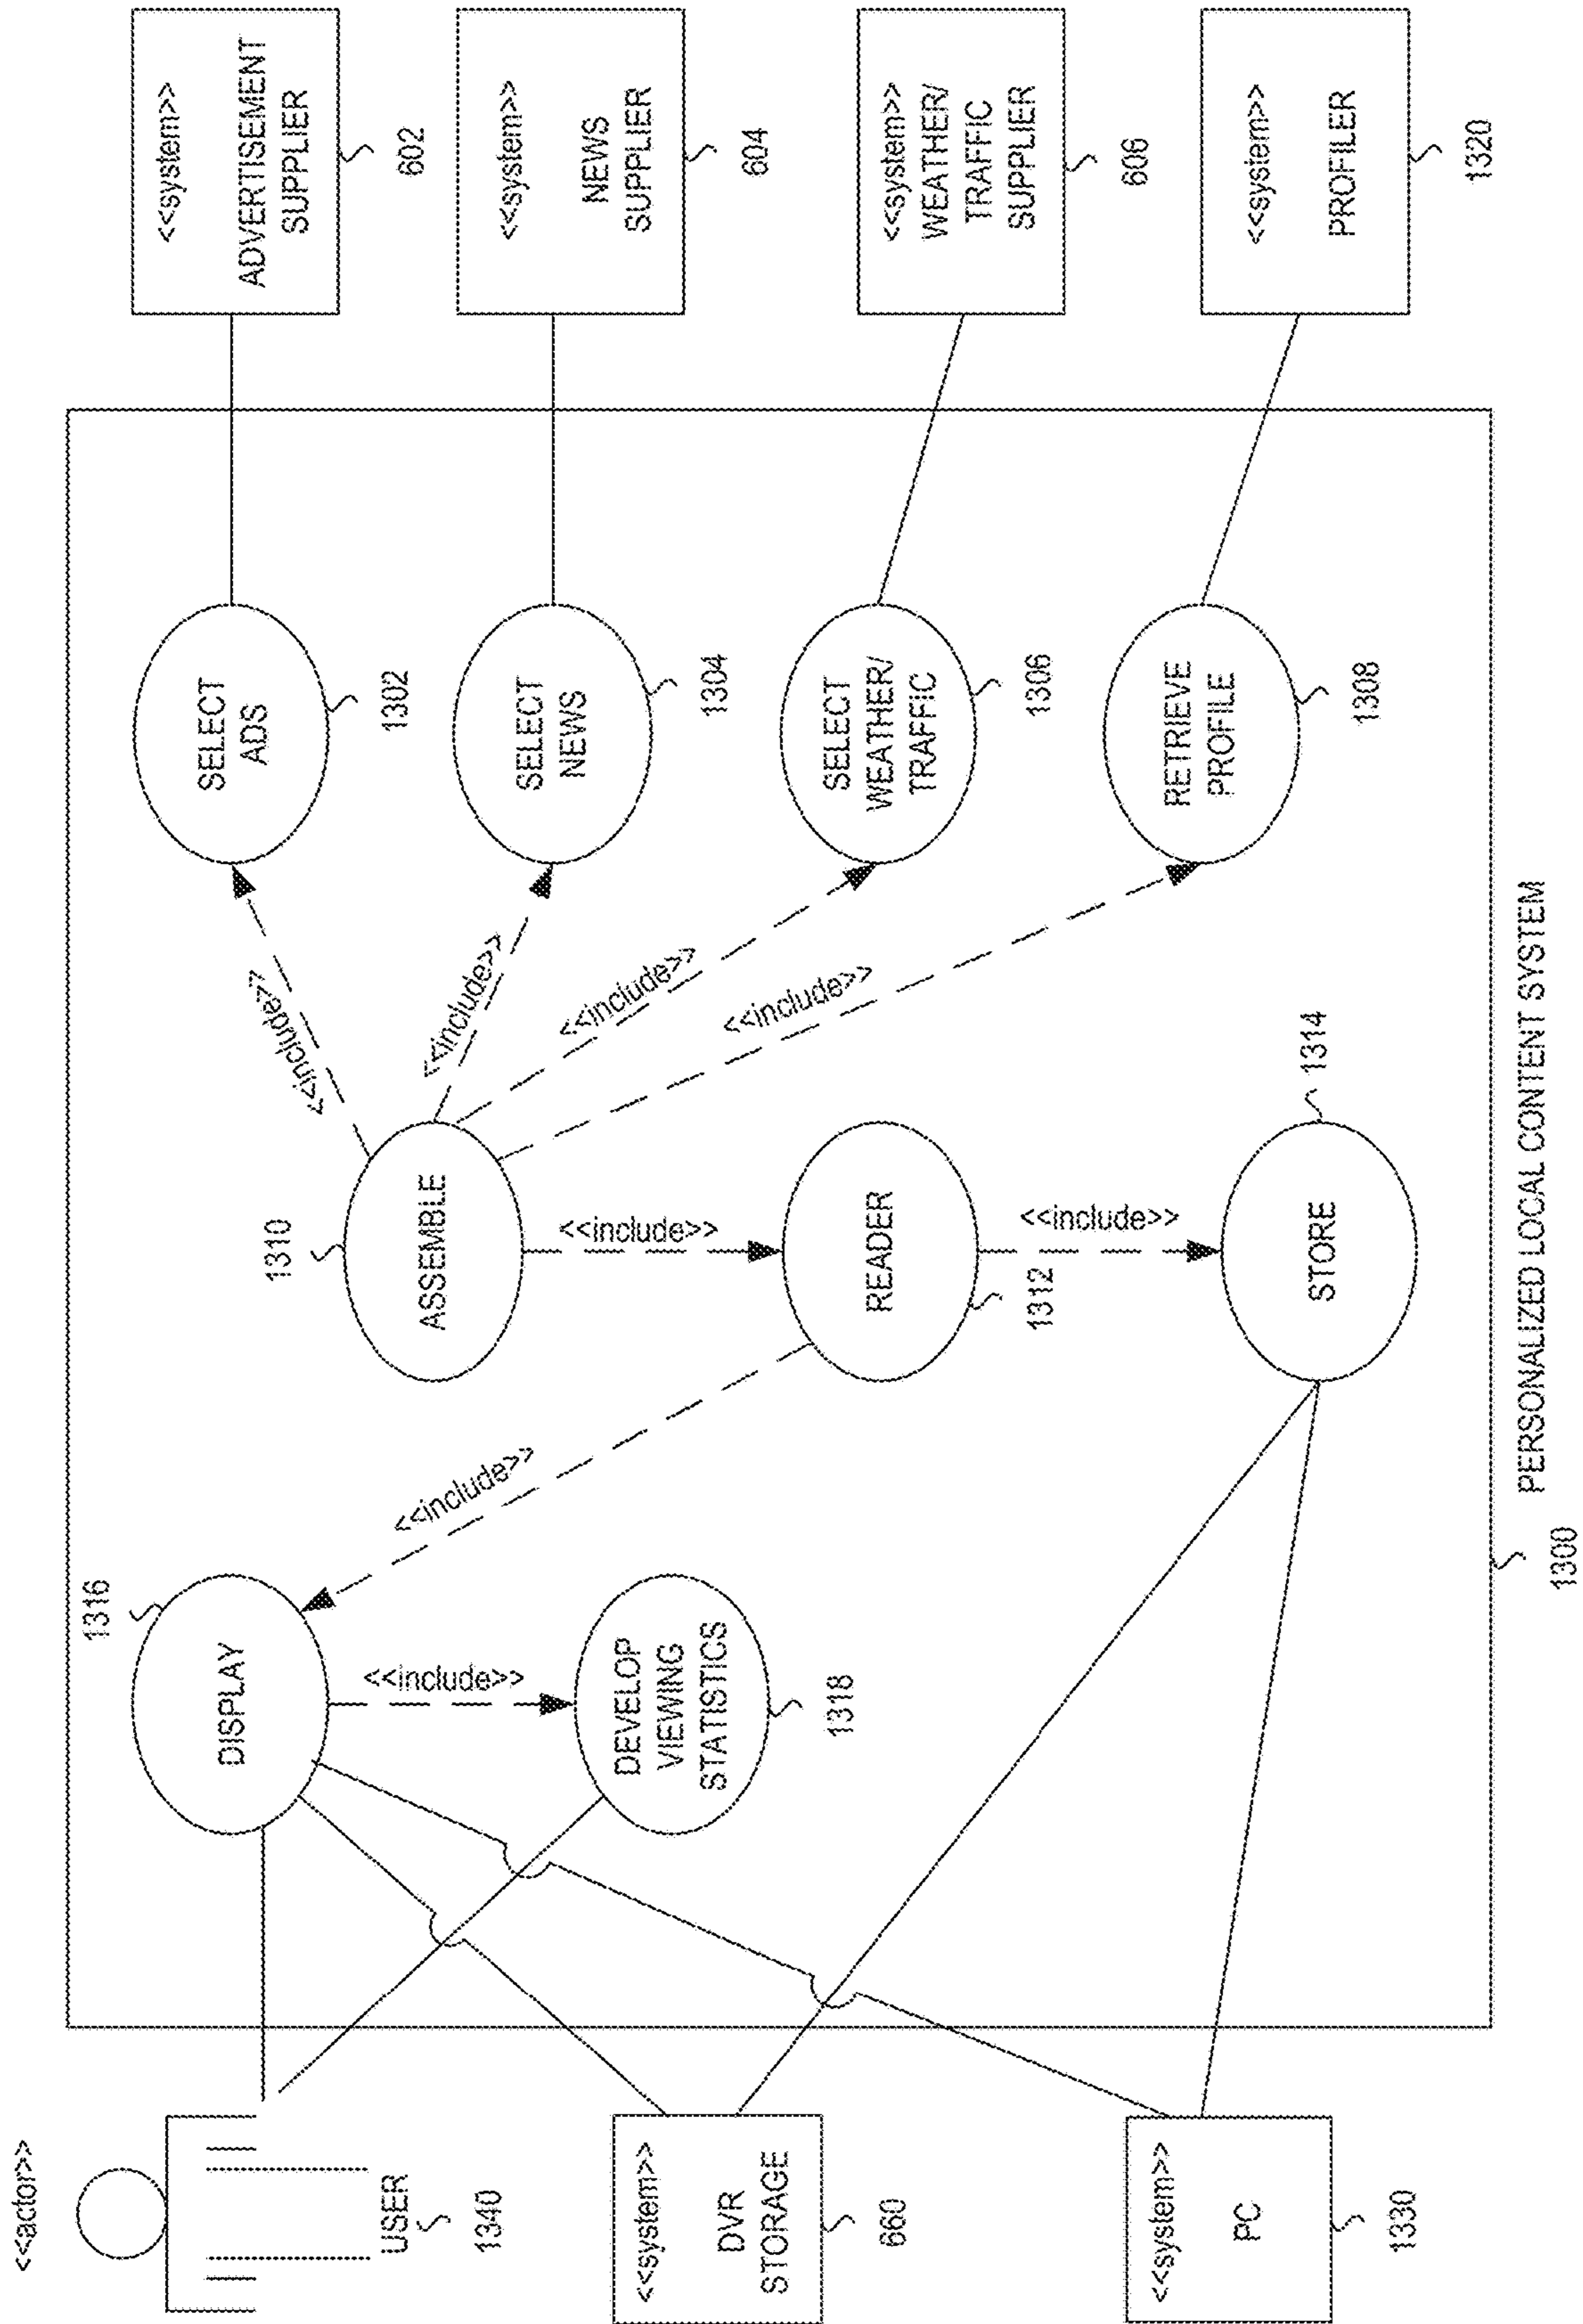 <<actor>>
USER
1340
<<system>>
DVR
STORAGE
660
<<system>>
PC
1330
1316
DISPLAY
<<include>>
DEVELOP
VIEWING
STATISTICS
1318
<<include>>
1310
ASSEMBLE
<<include>>
READER
1312
<<include>>
STORE
1314
<<include>>
<<include>>
<<include>>
<<include>>
SELECT
ADS
1302
SELECT
NEWS
1304
SELECT
WEATHER/
TRAFFIC
1306
RETRIEVE
PROFILE
1308
<<system>>
ADVERTISEMENT
SUPPLIER
602
<<system>>
NEWS
SUPPLIER
604
<<system>>
WEATHER/
TRAFFIC
SUPPLIER
606
<<system>>
PROFILER
1320
1300
PERSONALIZED LOCAL CONTENT SYSTEM